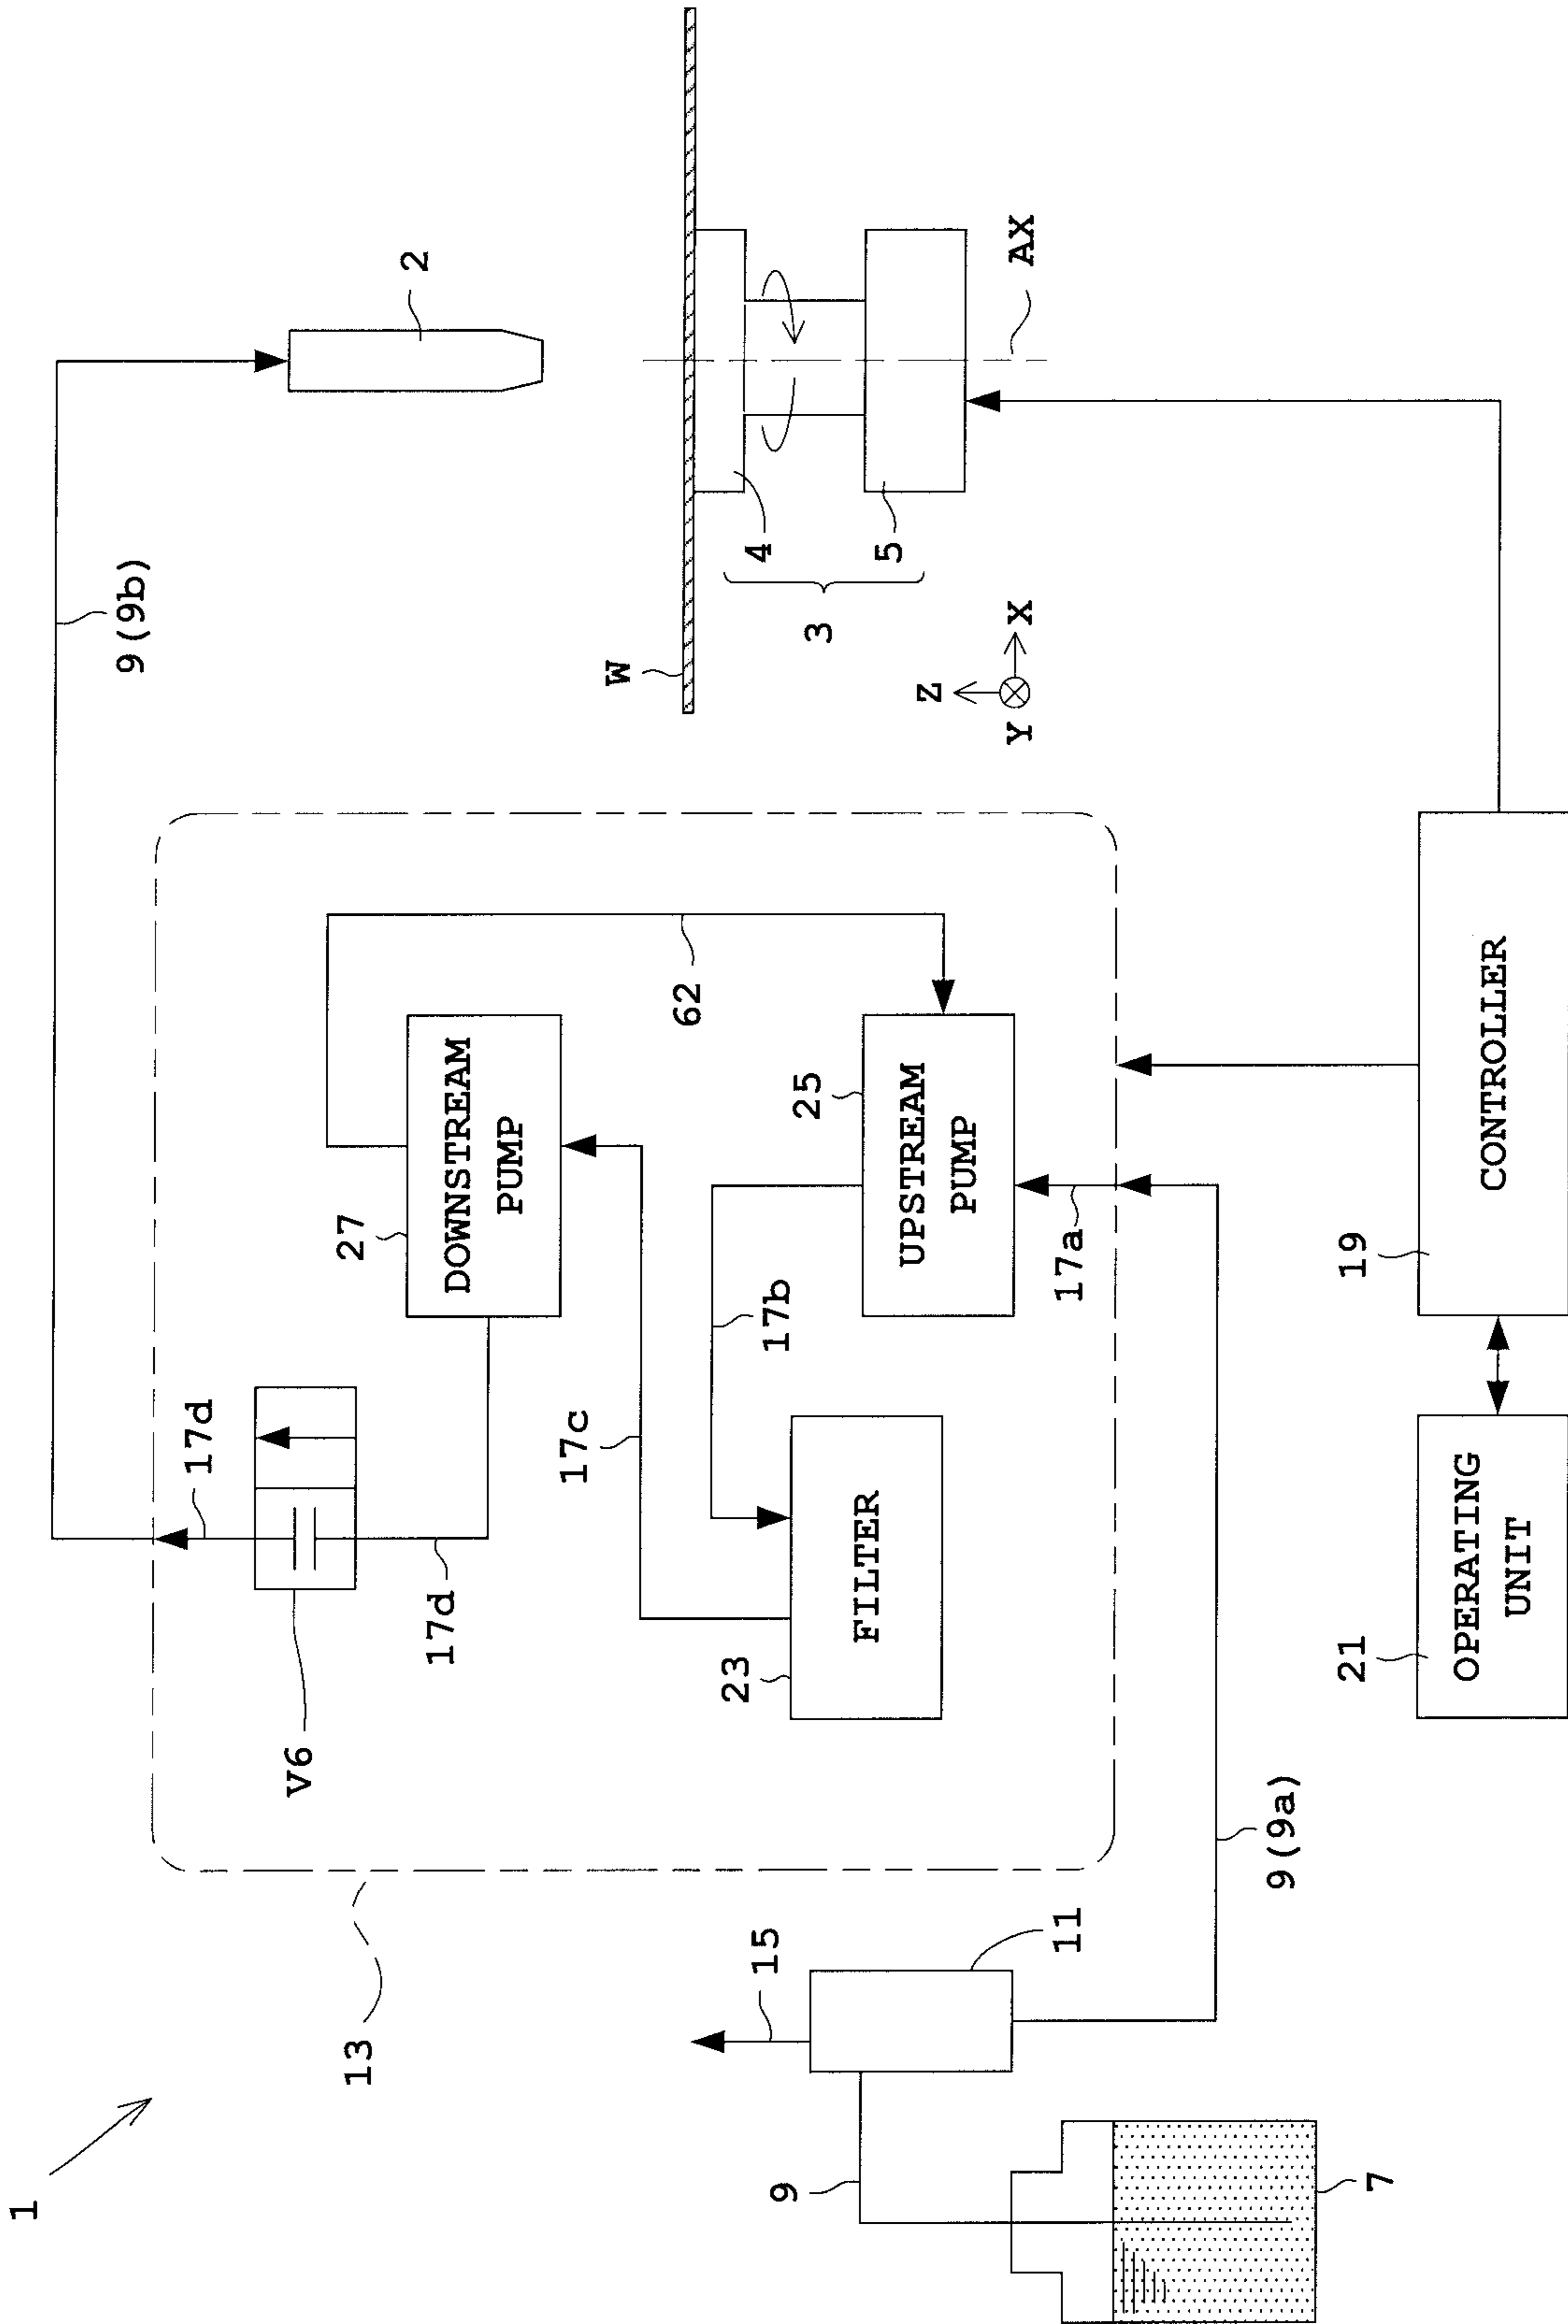 1
13
V6
17d
17d
9(9b)
2
27
DOWNSTREAM
PUMP
62
17c
17b
23
FILTER
25
UPSTREAM
PUMP
17a
15
11
9
7
9(9a)
W
4
5
3
Z
Y
X
AX
21
OPERATING
UNIT
19
CONTROLLER